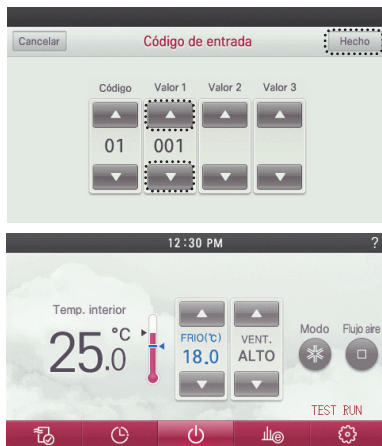 Cancelar Código de entrada Hecho
Código Valor 1 Valor 2 Valor 3
01 001
12:30 PM ?
Temp. interior
25.0 °C
FRIO(°C) VENT. Modo Flujo aire
18.0 ALTO
TEST RUN